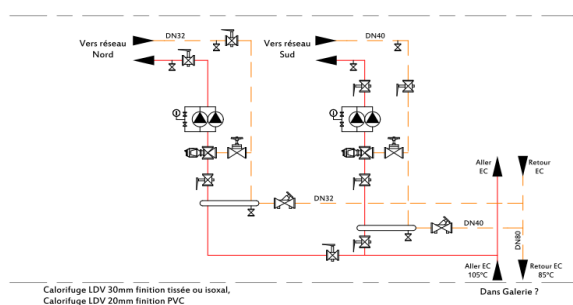 DN32
DN40
Vers réseau
Nord
Vers réseau
Sud
Aller
EC
Retour
EC
DN32
DN40
DN80
Aller EC
105°C
Retour EC
85°C
Calorifuge LDV 30mm finition tissée ou isoxal,
Calorifuge LDV 20mm finition PVC
Dans Galerie ?